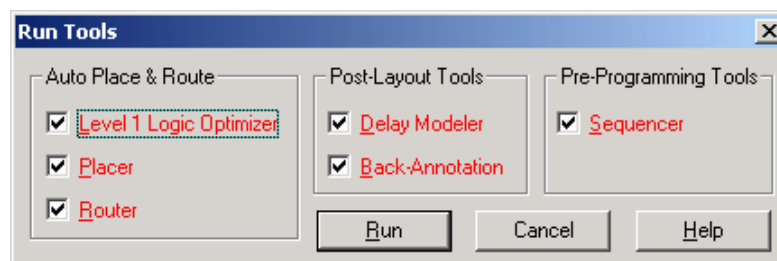 Run Tools
Auto Place & Route
Level 1 Logic Optimizer
Placer
Router
Post-Layout Tools
Delay Modeler
Back-Annotation
Pre-Programming Tools
Sequencer
Run
Cancel
Help